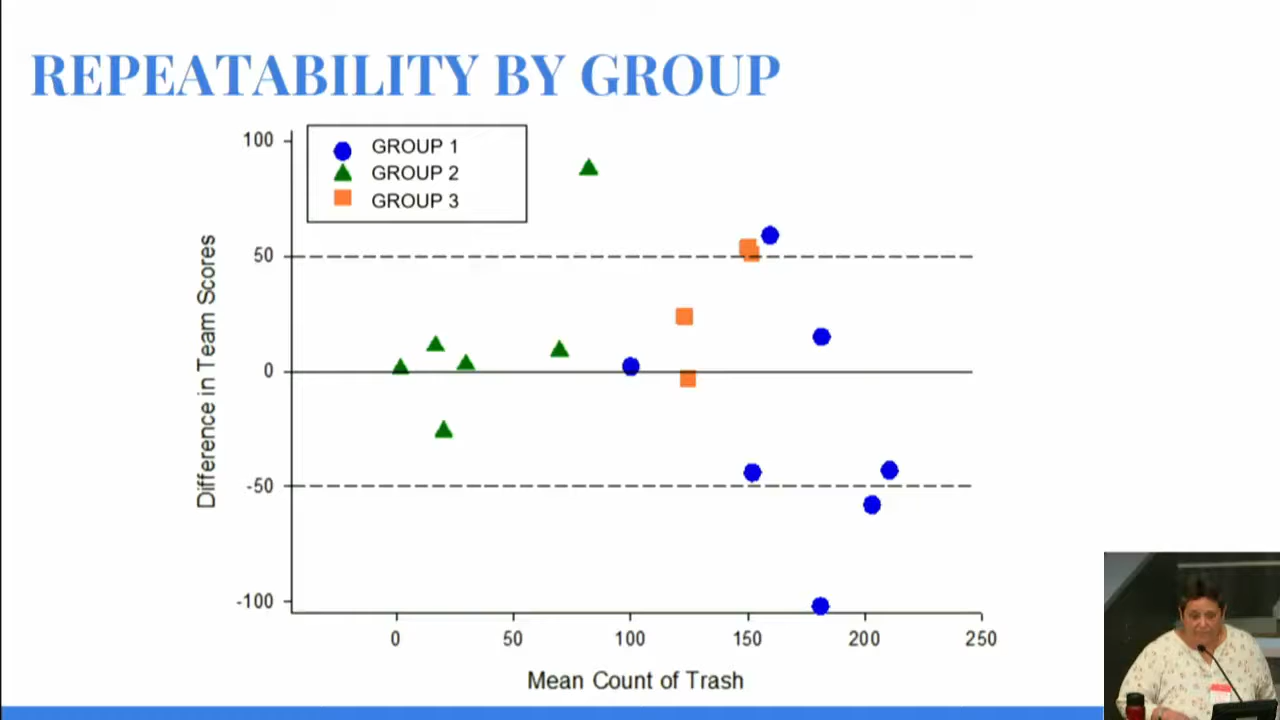 REPEATABILITY BY GROUP
GROUP 1
GROUP 2
GROUP 3
100
50
0
-50
-100
Difference in Team Scores
0 50 100 150 200 250
Mean Count of Trash